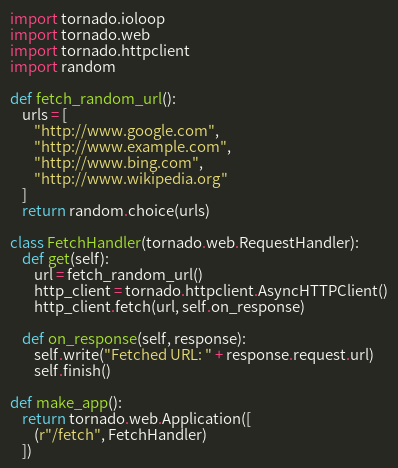 import tornado.ioloop
import tornado.web
import tornado.httpclient
import random

def fetch_random_url():
    urls = [
        "http://www.google.com",
        "http://www.example.com",
        "http://www.bing.com",
        "http://www.wikipedia.org"
    ]
    return random.choice(urls)

class FetchHandler(tornado.web.RequestHandler):
    def get(self):
        url = fetch_random_url()
        http_client = tornado.httpclient.AsyncHTTPClient()
        http_client.fetch(url, self.on_response)

    def on_response(self, response):
        self.write("Fetched URL: " + response.request.url)
        self.finish()

def make_app():
    return tornado.web.Application([
        (r"/fetch", FetchHandler)
    ])